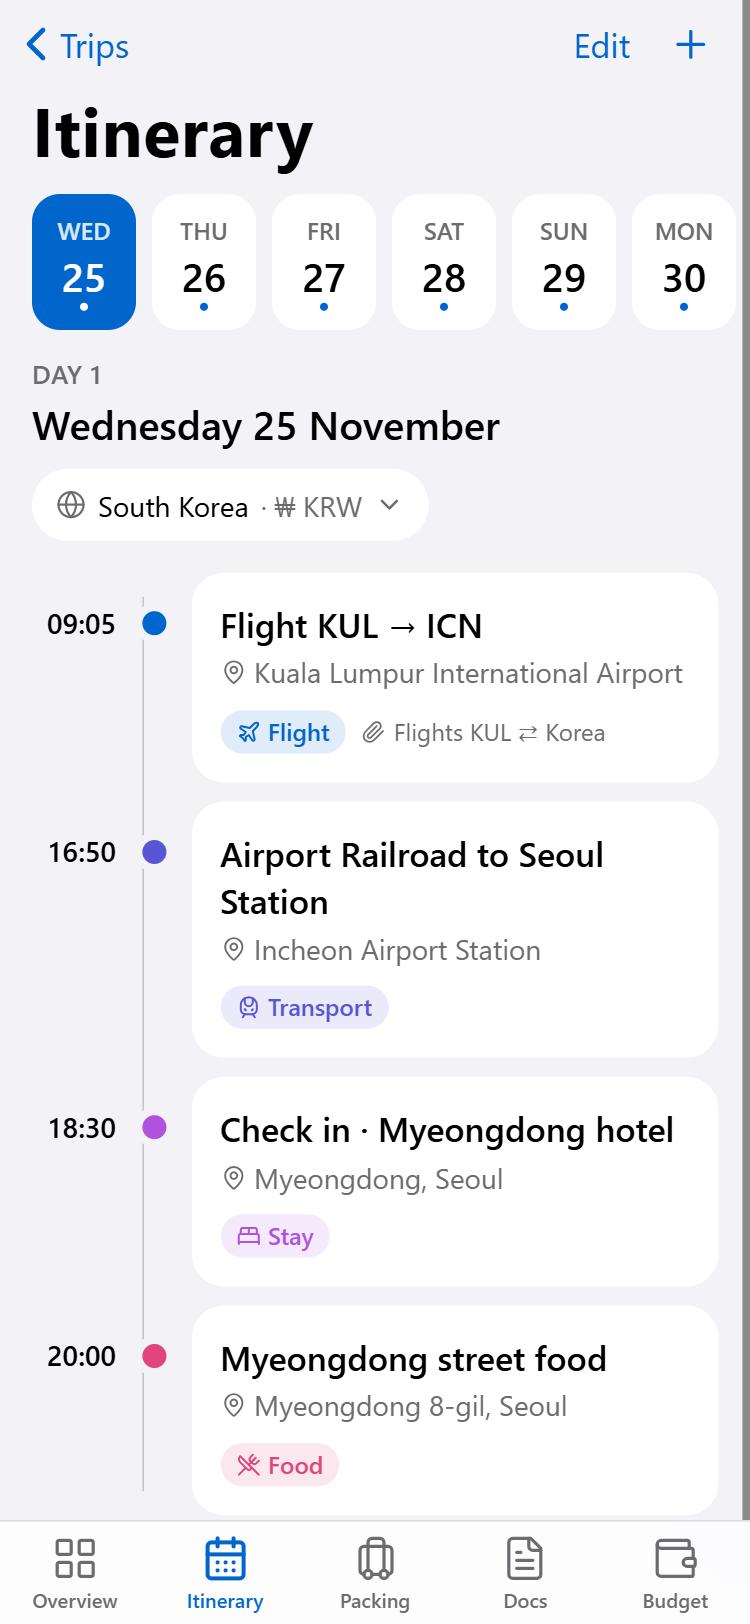 Trips
Edit
Itinerary
WED
25
THU
26
FRI
27
SAT
28
SUN
29
MON
30
DAY 1
Wednesday 25 November
South Korea · ₩ KRW
09:05
Flight KUL → ICN
Kuala Lumpur International Airport
Flight
Flights KUL ⇄ Korea
16:50
Airport Railroad to Seoul
Station
Incheon Airport Station
Transport
18:30
Check in · Myeongdong hotel
Myeongdong, Seoul
Stay
20:00
Myeongdong street food
Myeongdong 8-gil, Seoul
Food
Overview
Itinerary
Packing
Docs
Budget